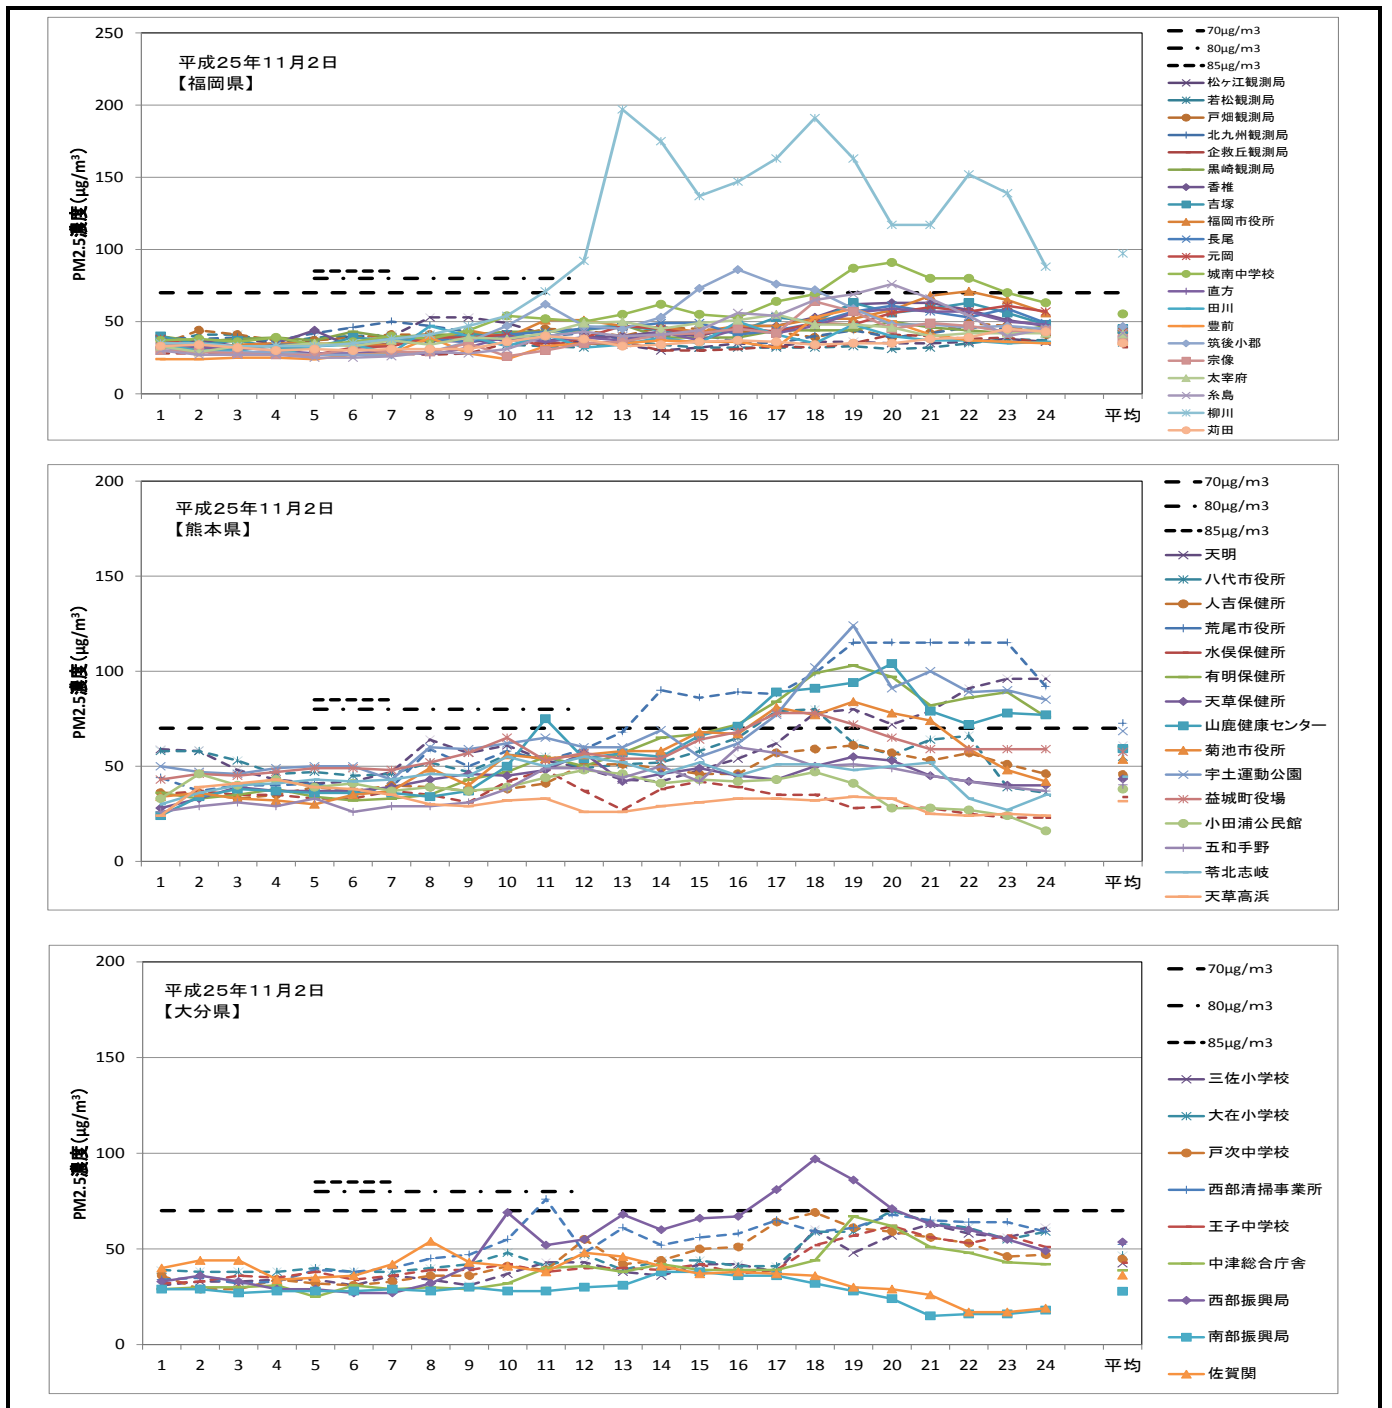 平成25年11月2日
【福岡県】
PM2.5濃度(μg/m³)
250
200
150
100
50
0
1 2 3 4 5 6 7 8 9 10 11 12 13 14 15 16 17 18 19 20 21 22 23 24 平均
70μg/m3
80μg/m3
85μg/m3
松ヶ江観測局
若松観測局
戸畑観測局
北九州観測局
企救丘観測局
黒崎観測局
香椎
吉塚
福岡市役所
長尾
元岡
城南中学校
直方
田川
豊前
筑後小郡
宗像
太宰府
糸島
柳川
苅田
平成25年11月2日
【熊本県】
PM2.5濃度(μg/m³)
200
150
100
50
0
1 2 3 4 5 6 7 8 9 10 11 12 13 14 15 16 17 18 19 20 21 22 23 24 平均
70μg/m3
80μg/m3
85μg/m3
天明
八代市役所
人吉保健所
荒尾市役所
水俣保健所
有明保健所
天草保健所
山鹿健康センター
菊池市役所
宇土運動公園
益城町役場
小田浦公民館
五和手野
苓北志岐
天草高浜
平成25年11月2日
【大分県】
PM2.5濃度(μg/m³)
200
150
100
50
0
1 2 3 4 5 6 7 8 9 10 11 12 13 14 15 16 17 18 19 20 21 22 23 24 平均
70μg/m3
80μg/m3
85μg/m3
三佐小学校
大在小学校
戸次中学校
西部清掃事業所
王子中学校
中津総合庁舎
西部振興局
南部振興局
佐賀関